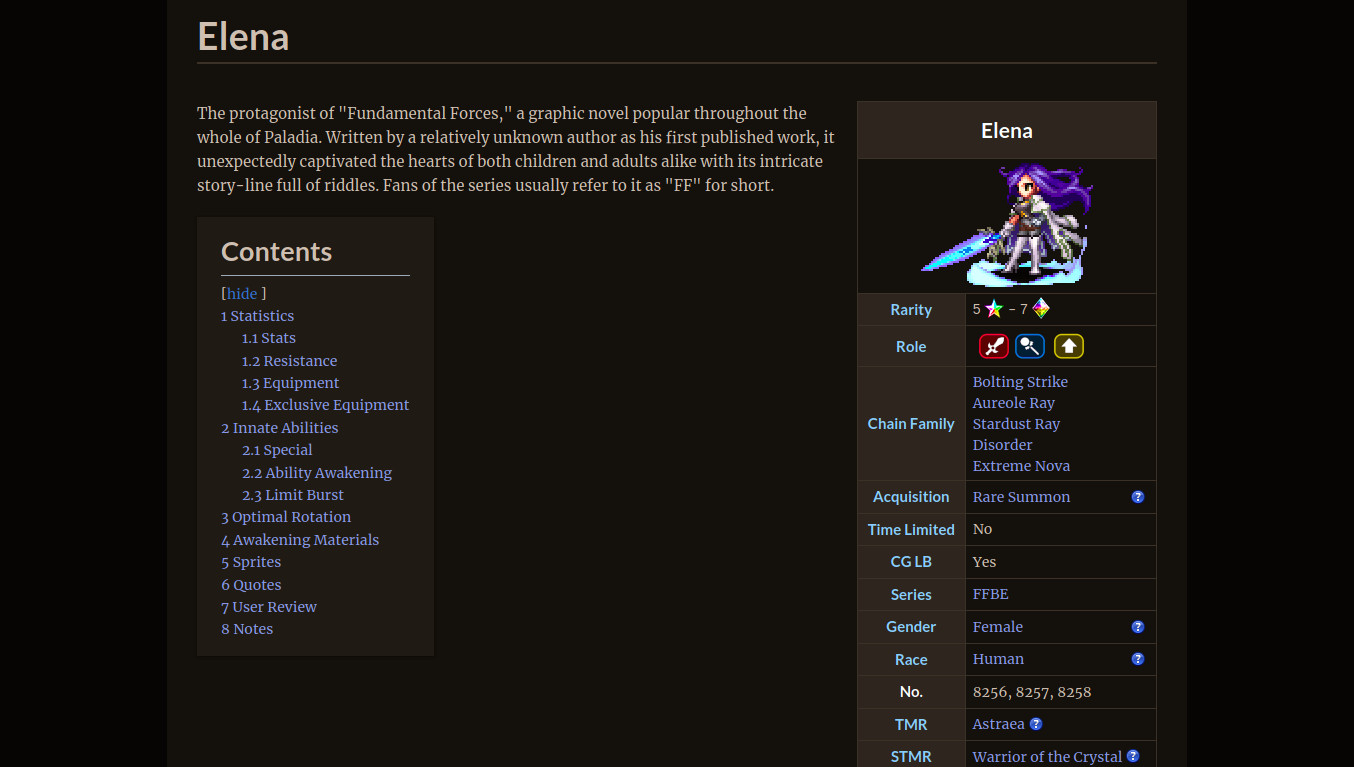 Elena
The protagonist of "Fundamental Forces," a graphic novel popular throughout the
whole of Paladia. Written by a relatively unknown author as his first published work, it
unexpectedly captivated the hearts of both children and adults alike with its intricate
story-line full of riddles. Fans of the series usually refer to it as "FF" for short.
Contents
[hide ]
1 Statistics
1.1 Stats
1.2 Resistance
1.3 Equipment
1.4 Exclusive Equipment
2 Innate Abilities
2.1 Special
2.2 Ability Awakening
2.3 Limit Burst
3 Optimal Rotation
4 Awakening Materials
5 Sprites
6 Quotes
7 User Review
8 Notes
Elena
Rarity 5 – 7
Role
Chain Family
Bolting Strike
Aureole Ray
Stardust Ray
Disorder
Extreme Nova
Acquisition Rare Summon ?
Time Limited No
CG LB Yes
Series FFBE
Gender Female ?
Race Human ?
No. 8256, 8257, 8258
TMR Astraea ?
STMR Warrior of the Crystal ?